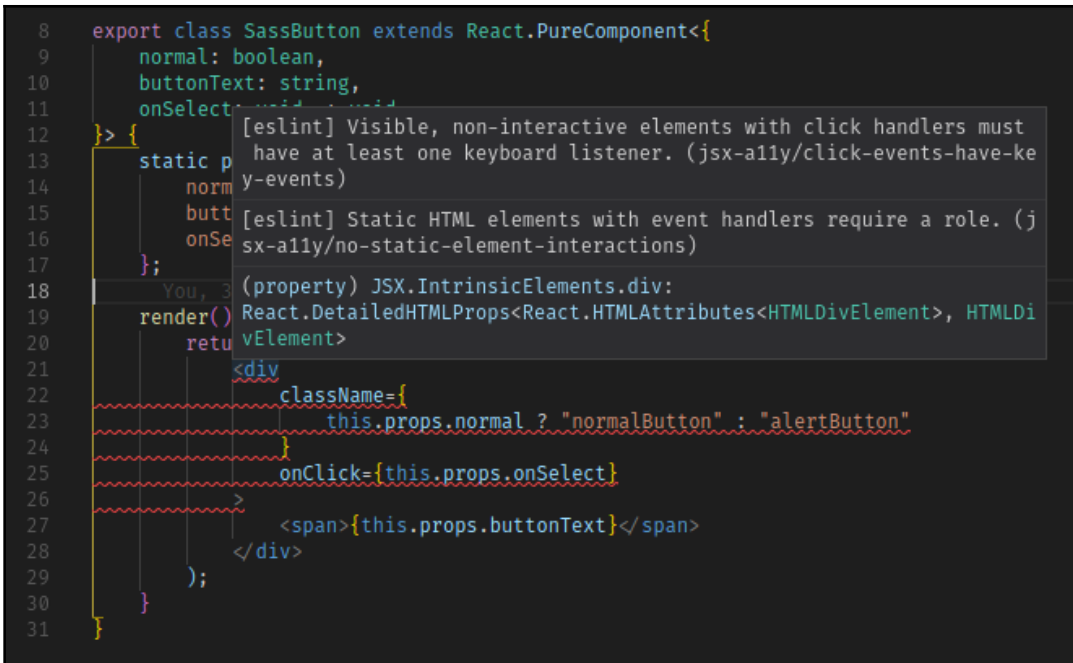 8 export class SassButton extends React.PureComponent<{
9 normal: boolean,
10 buttonText: string,
11 onSelect: void
[eslint] Visible, non-interactive elements with click handlers must
have at least one keyboard listener. (jsx-a11y/click-events-have-ke
y-events)
[eslint] Static HTML elements with event handlers require a role. (j
sx-a11y/no-static-element-interactions)
(property) JSX.IntrinsicElements.div:
React.DetailedHTMLProps<React.HTMLAttributes<HTMLDivElement>, HTMLDi
vElement>
12 }> {
13 static p
14 norm
15 butt
16 onSe
17 };
18 You, 3
19 render()
20 retu
21 <div
22 className={
23 this.props.normal ? "normalButton" : "alertButton"
24 }
25 onClick={this.props.onSelect}
26 >
27 <span>{this.props.buttonText}</span>
28 </div>
29 );
30 }
31 }